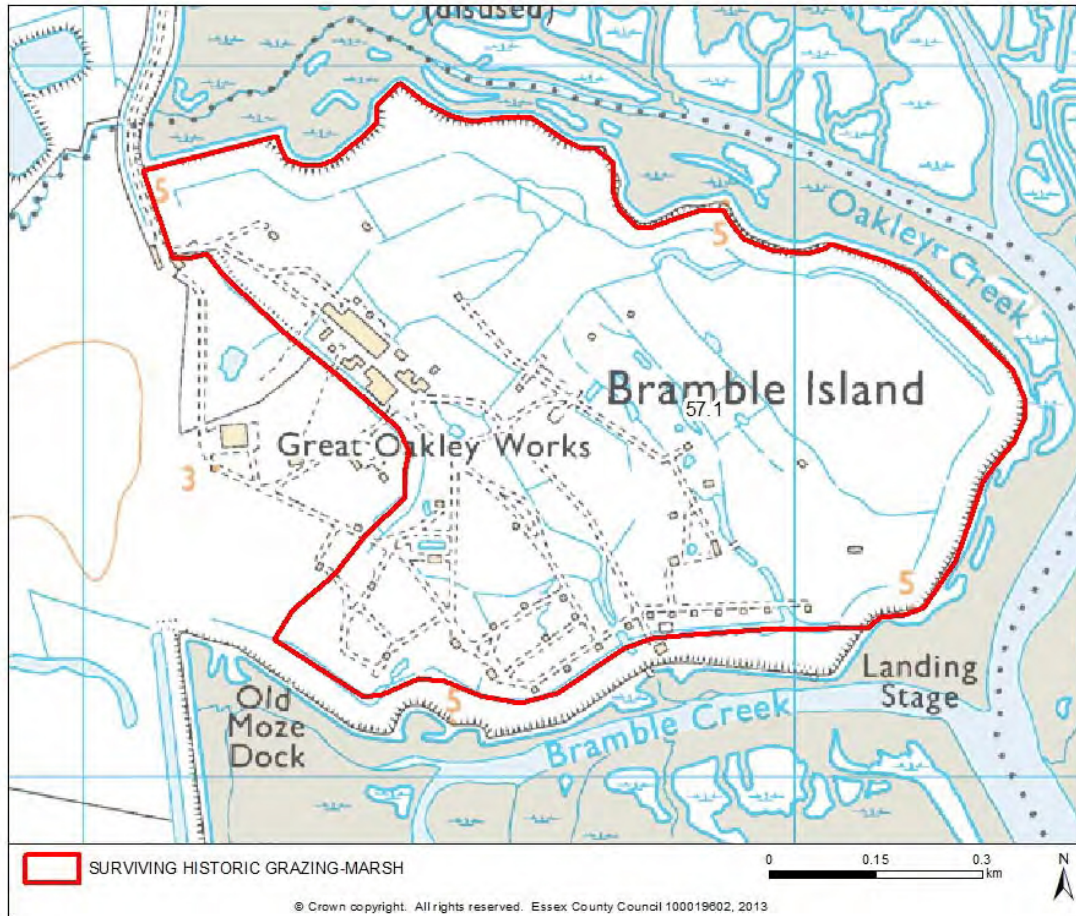 (disused)
5
Oakley Creek
5
Bramble Island
57.1
Great Oakley Works
3
5
Landing
Stage
5
Old
Moze
Dock
Bramble Creek
SURVIVING HISTORIC GRAZING-MARSH
0 0.15 0.3
km
N
© Crown copyright. All rights reserved. Essex County Council 100019602, 2013